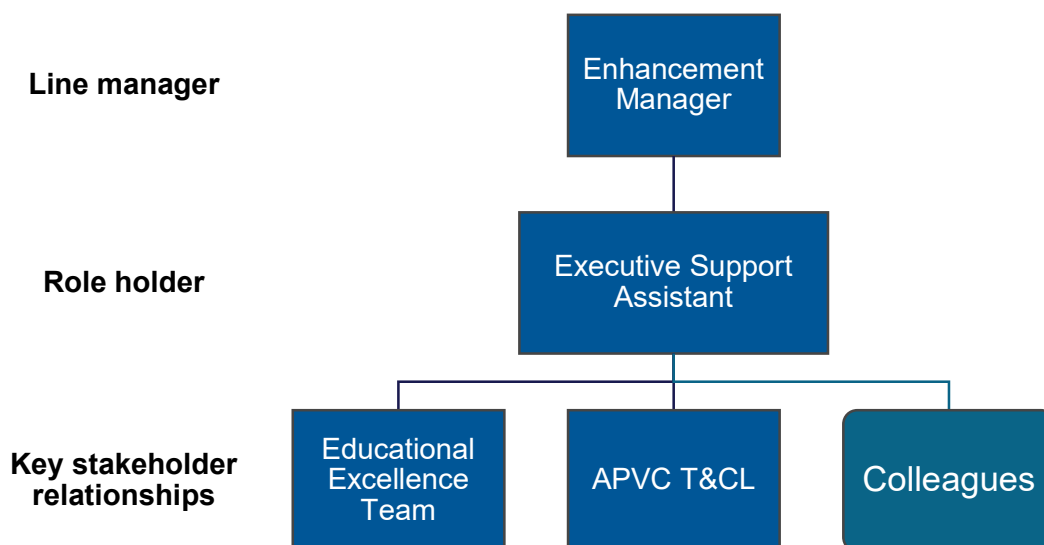 Line manager
Enhancement
Manager
Role holder
Executive Support
Assistant
Key stakeholder
relationships
Educational
Excellence
Team
APVC T&CL
Colleagues